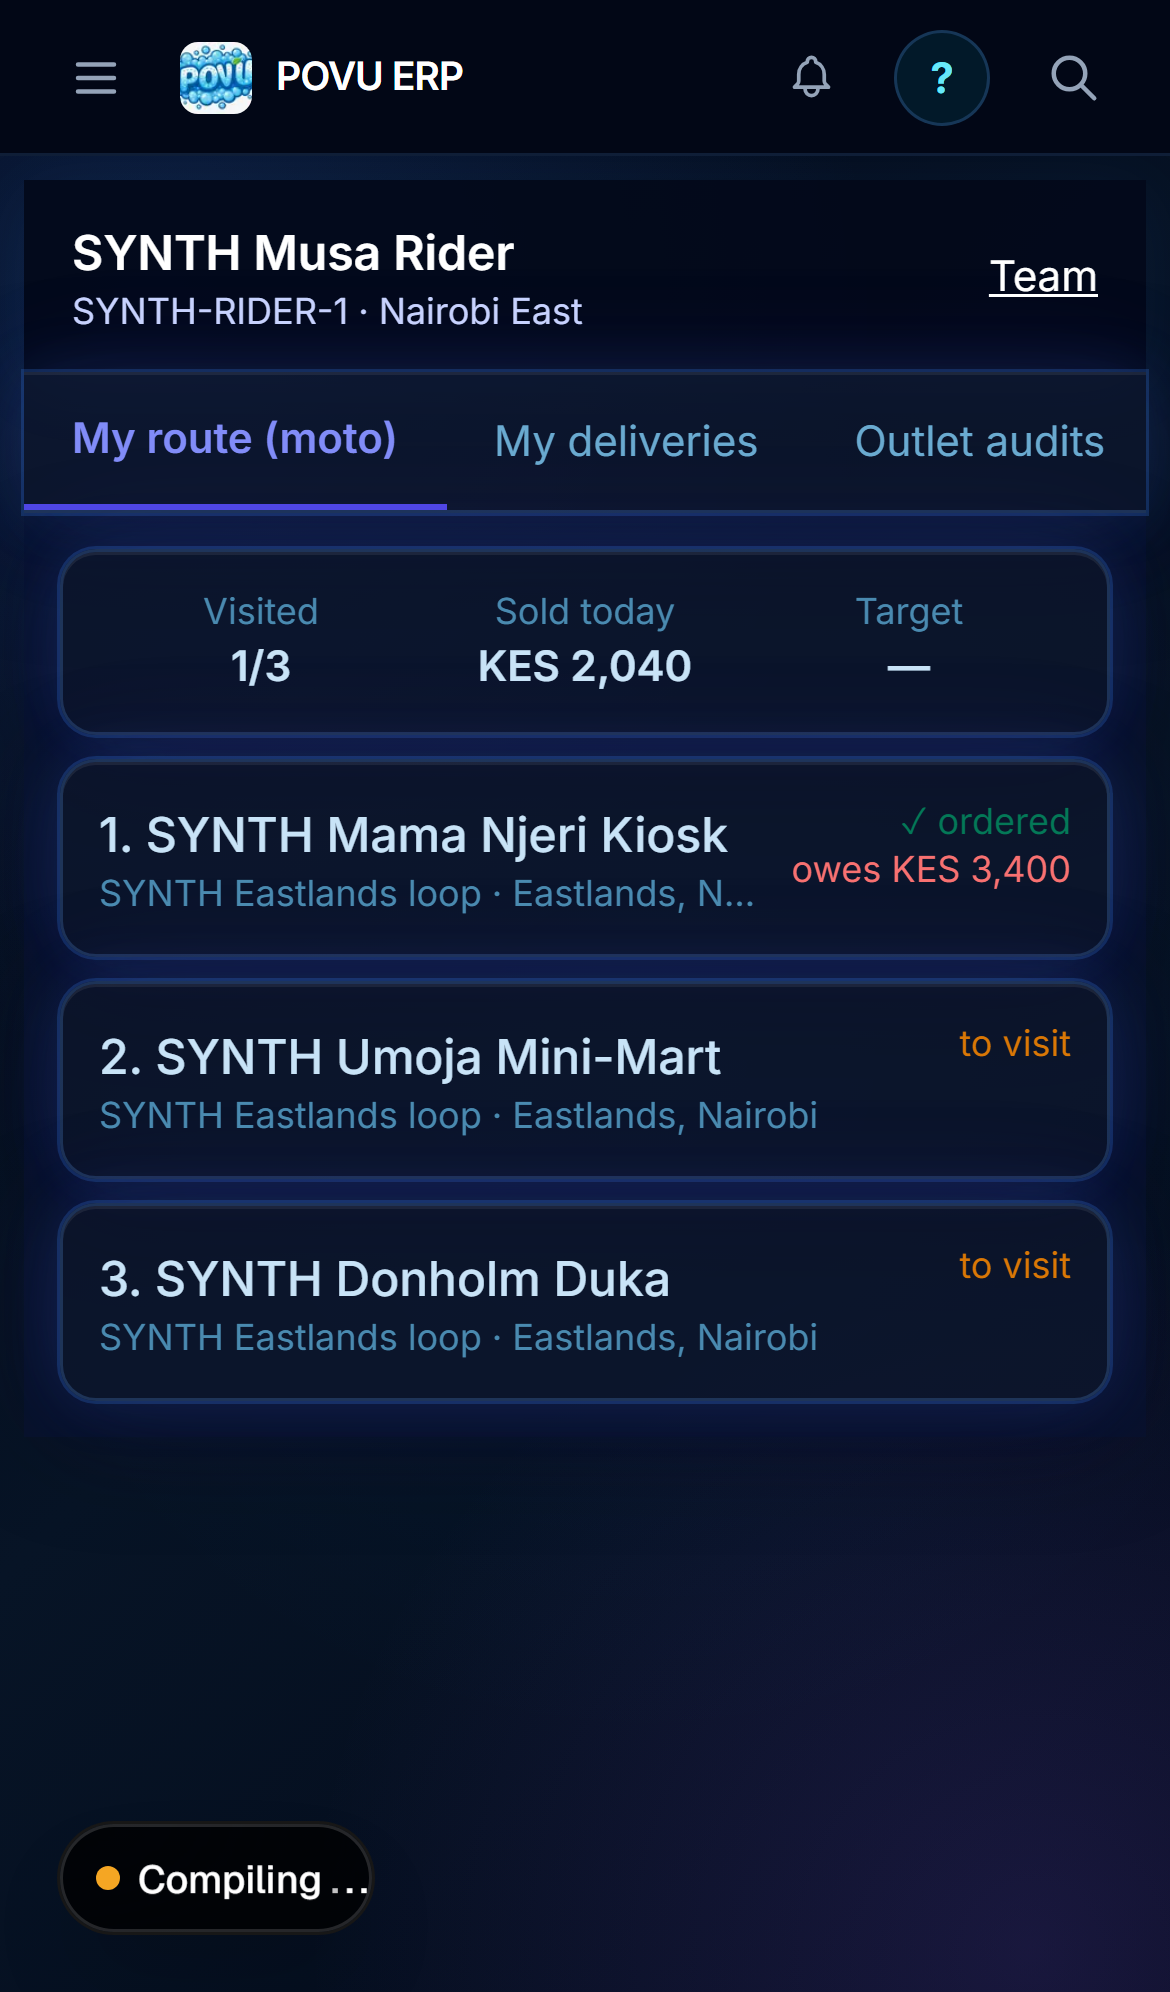 POVU
POVU ERP
?
SYNTH Musa Rider
SYNTH-RIDER-1 · Nairobi East
Team
My route (moto)
My deliveries
Outlet audits
Visited
Sold today
Target
1/3
KES 2,040
—
1. SYNTH Mama Njeri Kiosk
✓ ordered
SYNTH Eastlands loop · Eastlands, N...
owes KES 3,400
2. SYNTH Umoja Mini-Mart
to visit
SYNTH Eastlands loop · Eastlands, Nairobi
3. SYNTH Donholm Duka
to visit
SYNTH Eastlands loop · Eastlands, Nairobi
Compiling ...